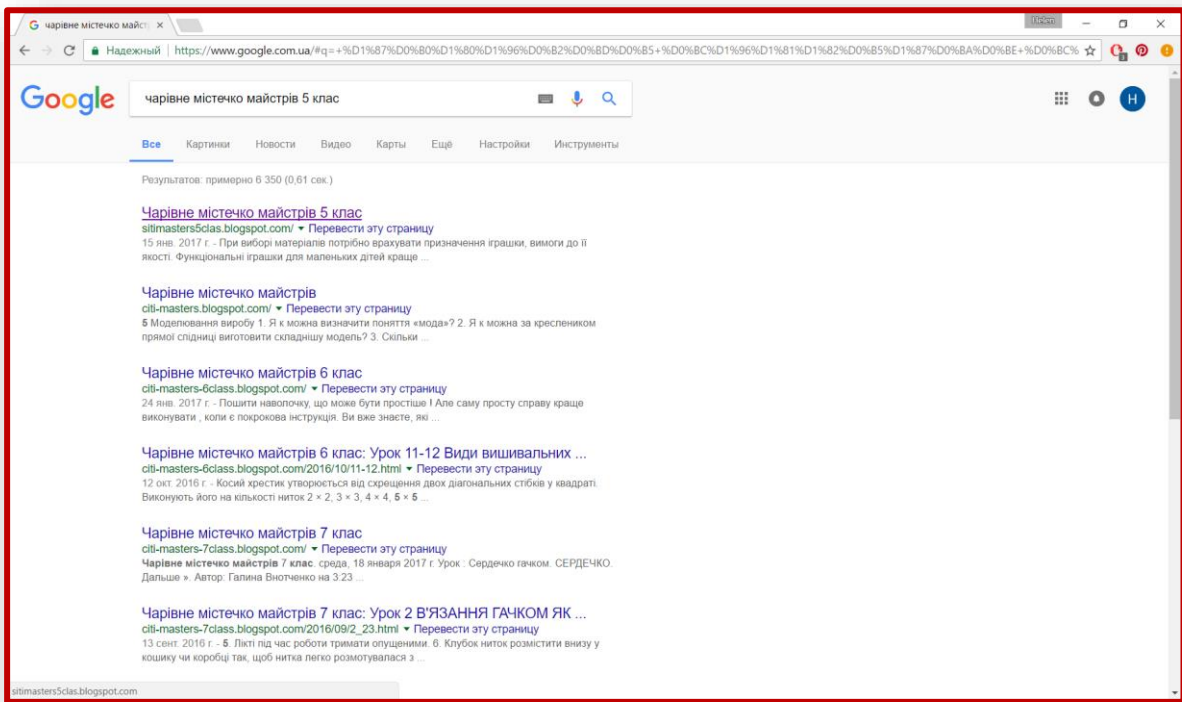 чарівне містечко майст
Helen
Надежный | https://www.google.com.ua/#q=+%D1%87%D0%B0%D1%80%D1%96%D0%B2%D0%BD%D0%B5+%D0%BC%D1%96%D1%81%D1%82%D0%B5%D1%87%D0%BA%D0%BE+%D0%BC%
Google
чарівне містечко майстрів 5 клас
H
Все Картинки Новости Видео Карты Ещё Настройки Инструменты
Результатов: примерно 6 350 (0,61 сек.)
Чарівне містечко майстрів 5 клас
sitimasters5clas.blogspot.com/ ▼ Перевести эту страницу
15 янв. 2017 г. - При виборі матеріалів потрібно врахувати призначення іграшки, вимоги до її
якості. Функціональні іграшки для маленьких дітей краще ...
Чарівне містечко майстрів
citi-masters.blogspot.com/ ▼ Перевести эту страницу
5 Моделювання виробу 1. Я к можна визначити поняття «мода»? 2. Я к можна за креслеником
прямої спідниці виготовити складнішу модель? 3. Скільки ...
Чарівне містечко майстрів 6 клас
citi-masters-6class.blogspot.com/ ▼ Перевести эту страницу
24 янв. 2017 г. - Пошити наволочку, що може бути простіше ! Але саму просту справу краще
виконувати , коли є покрокова інструкція. Ви вже знаєте, які ...
Чарівне містечко майстрів 6 клас: Урок 11-12 Види вишивальних ...
citi-masters-6class.blogspot.com/2016/10/11-12.html ▼ Перевести эту страницу
12 окт. 2016 г. - Косий хрестик утворюється від схрещення двох діагональних стібків у квадраті.
Виконують його на кількості ниток 2 × 2, 3 × 3, 4 × 4, 5 × 5 ...
Чарівне містечко майстрів 7 клас
citi-masters-7class.blogspot.com/ ▼ Перевести эту страницу
Чарівне містечко майстрів 7 клас. среда, 18 января 2017 г. Урок : Сердечко гачком. СЕРДЕЧКО.
Дальше ». Автор: Галина Внотченко на 3:23 ...
Чарівне містечко майстрів 7 клас: Урок 2 В'ЯЗАННЯ ГАЧКОМ ЯК ...
citi-masters-7class.blogspot.com/2016/09/2_23.html ▼ Перевести эту страницу
13 сент. 2016 г. - 5. Лікті під час роботи тримати опущеними. 6. Клубок ниток розмістити внизу у
кошику чи коробці так, щоб нитка легко розмотувалася з ...
sitimasters5clas.blogspot.com